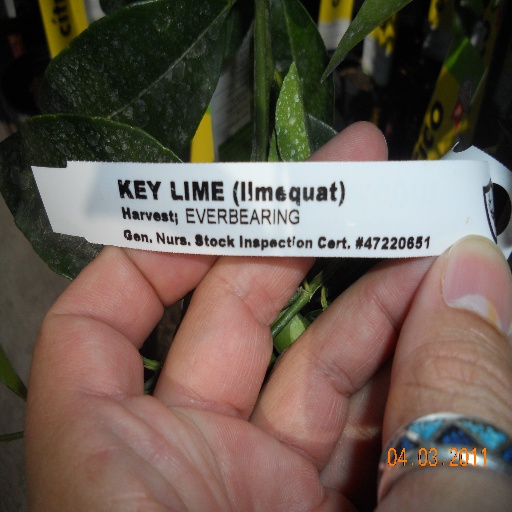 KEY LIME (limequat)
Harvest; EVERBEARING
Gen. Nurs. Stock Inspection Cert. #47220651
04.03.2011